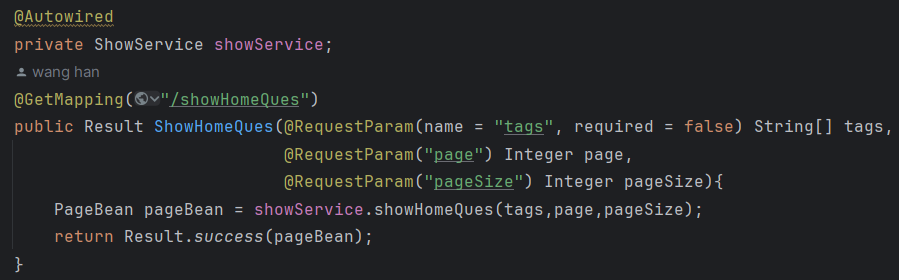 @Autowired
private ShowService showService;
wang han
@GetMapping("/showHomeQues")
public Result ShowHomeQues(@RequestParam(name = "tags", required = false) String[] tags,
@RequestParam("page") Integer page,
@RequestParam("pageSize") Integer pageSize){
PageBean pageBean = showService.showHomeQues(tags,page,pageSize);
return Result.success(pageBean);
}